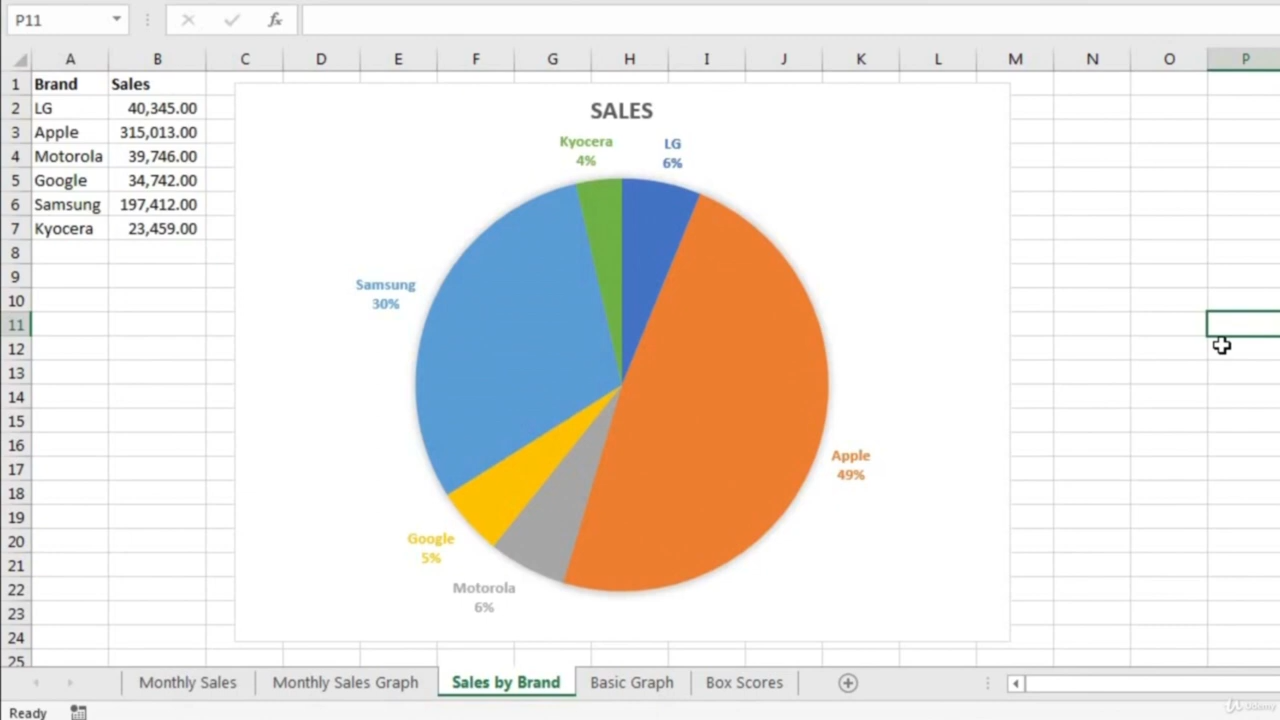 P11
fx
A B C D E F G H I J K L M N O P
1 Brand Sales
2 LG 40,345.00
3 Apple 315,013.00
4 Motorola 39,746.00
5 Google 34,742.00
6 Samsung 197,412.00
7 Kyocera 23,459.00
8
9
10
11
12
13
14
15
16
17
18
19
20
21
22
23
24
25
SALES
Kyocera
4%
LG
6%
Samsung
30%
Apple
49%
Google
5%
Motorola
6%
Monthly Sales Monthly Sales Graph Sales by Brand Basic Graph Box Scores
Ready
Udemy